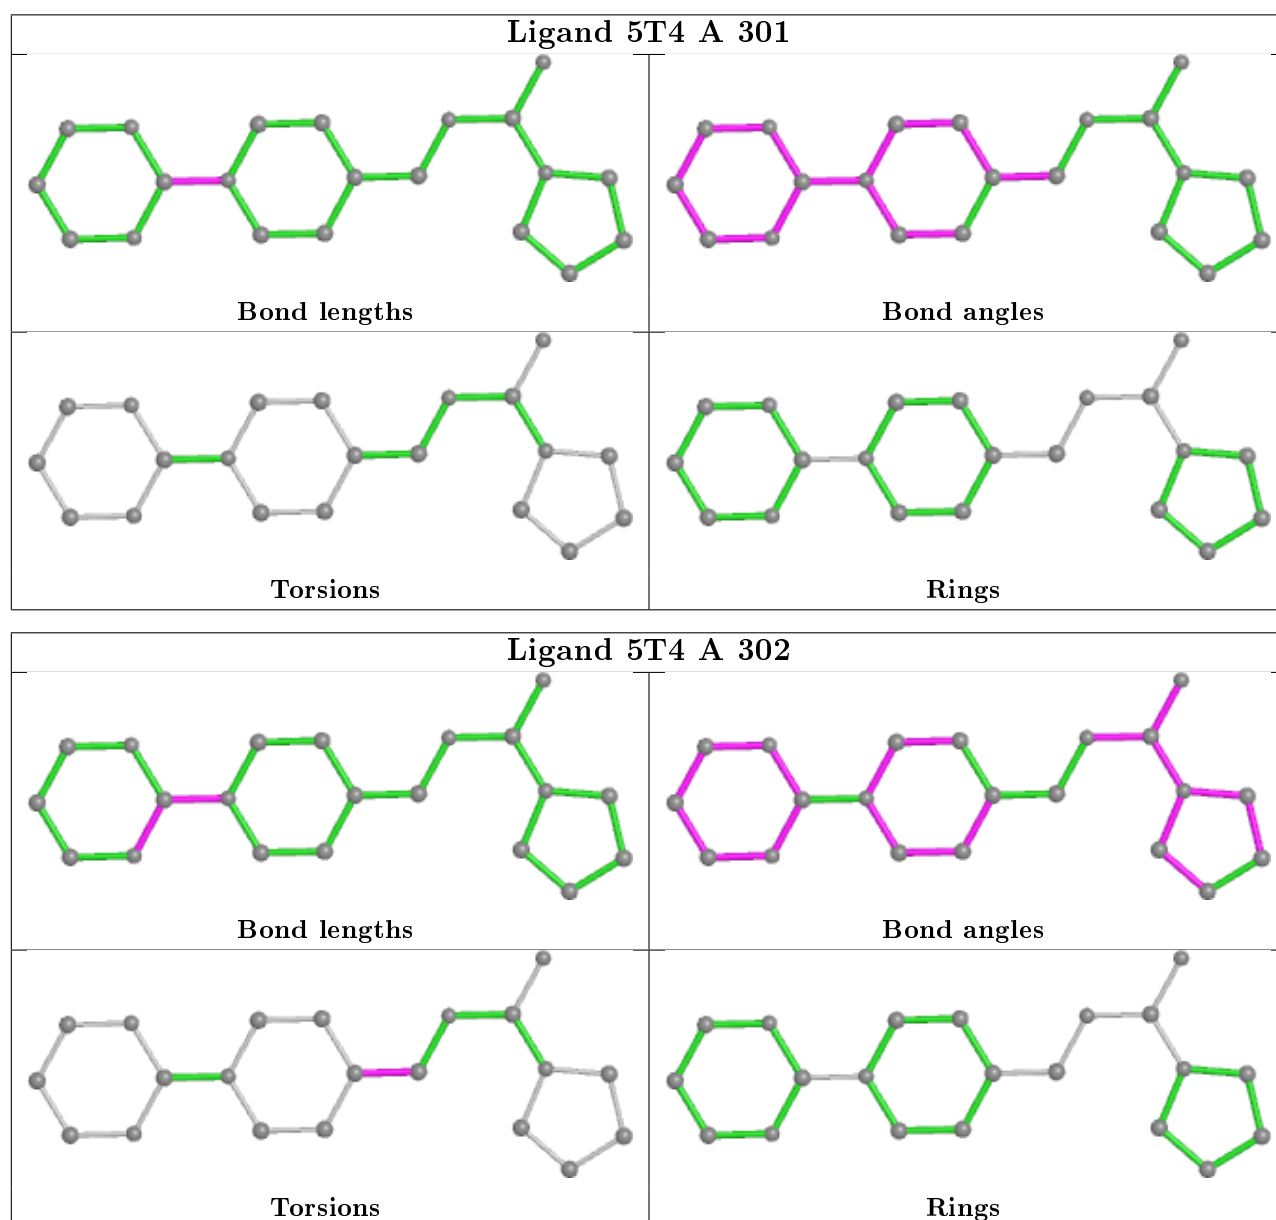 Ligand 5T4 A 301
Bond lengths
Bond angles
Torsions
Rings
Ligand 5T4 A 302
Bond lengths
Bond angles
Torsions
Rings